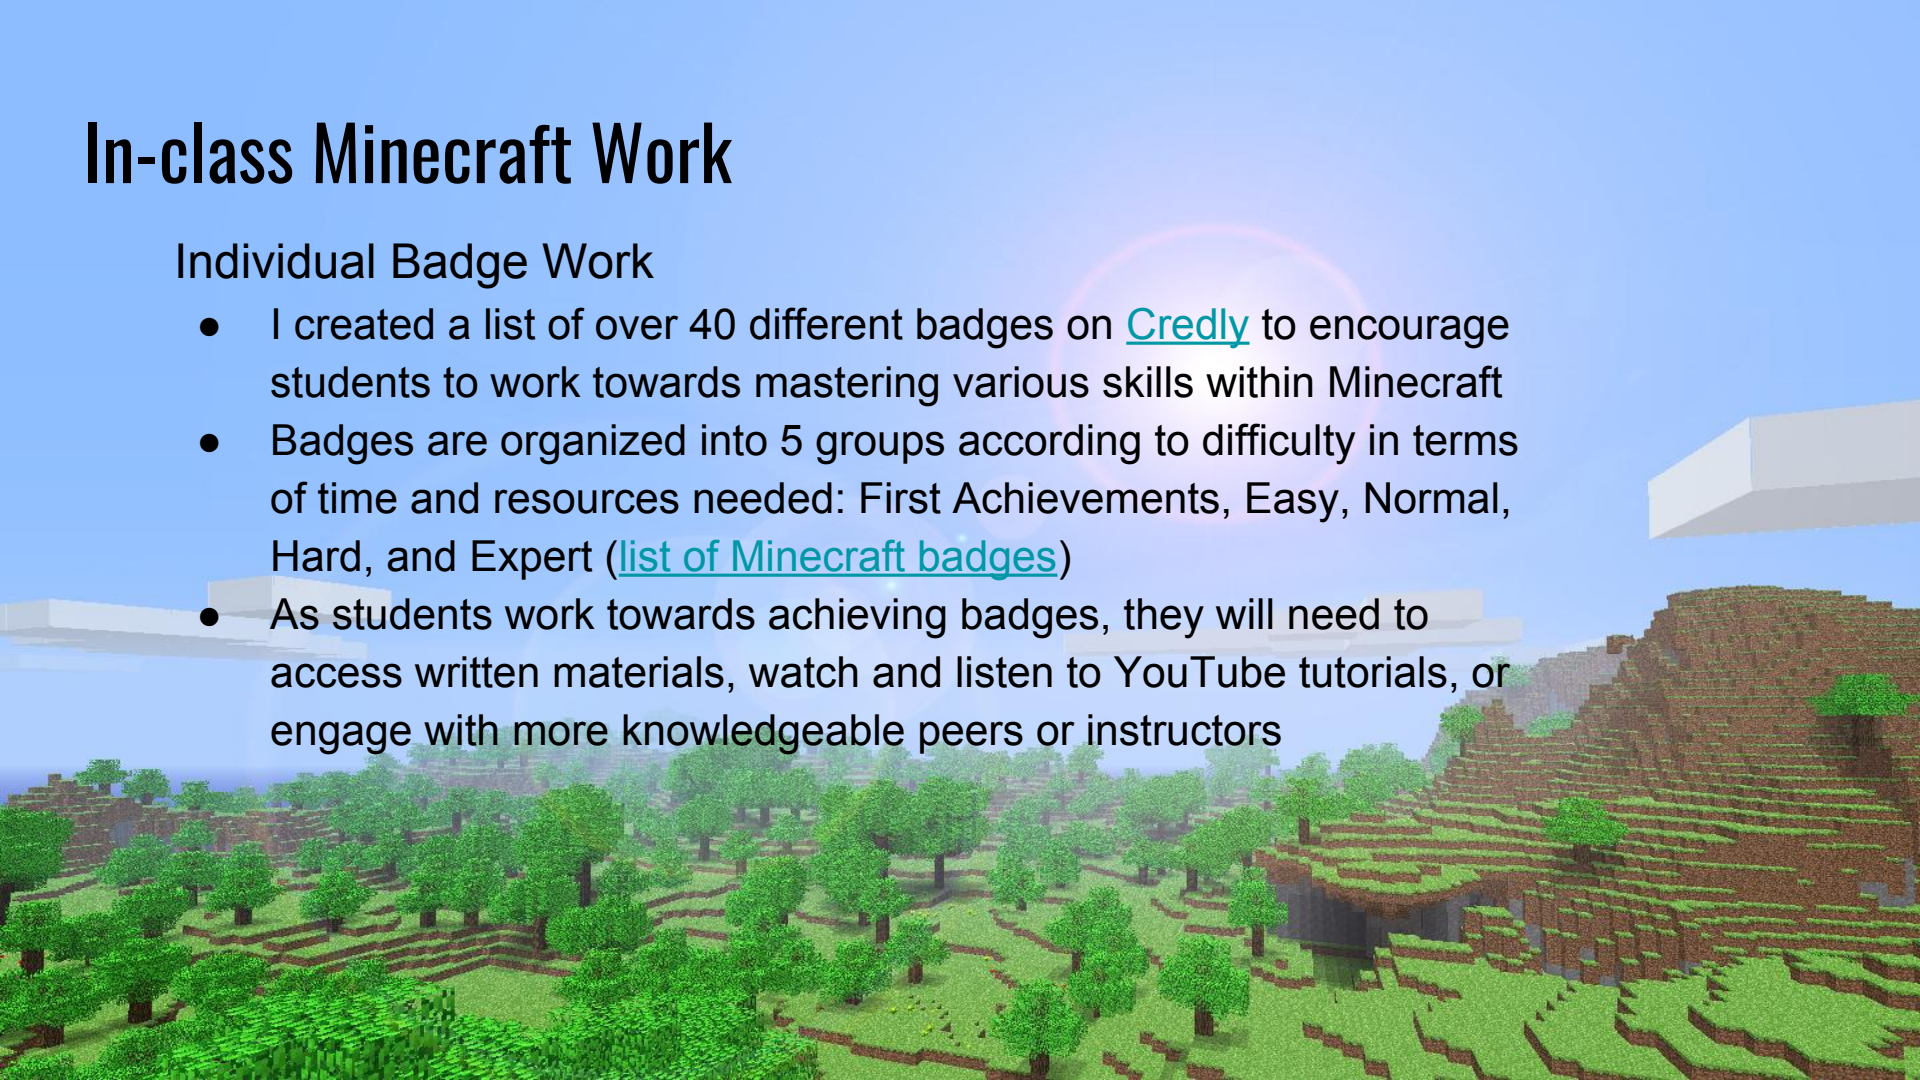 In-class Minecraft Work
Individual Badge Work
● I created a list of over 40 different badges on Credly to encourage
students to work towards mastering various skills within Minecraft
● Badges are organized into 5 groups according to difficulty in terms
of time and resources needed: First Achievements, Easy, Normal,
Hard, and Expert (list of Minecraft badges)
● As students work towards achieving badges, they will need to
access written materials, watch and listen to YouTube tutorials, or
engage with more knowledgeable peers or instructors